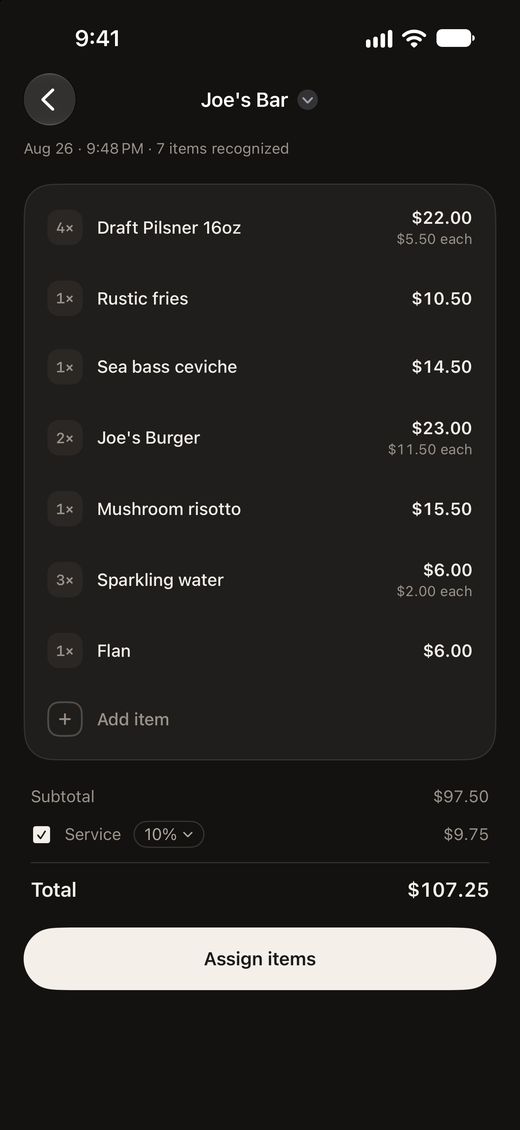 9:41
Joe's Bar
Aug 26 · 9:48 PM · 7 items recognized
4× Draft Pilsner 16oz $22.00
$5.50 each
1× Rustic fries $10.50
1× Sea bass ceviche $14.50
2× Joe's Burger $23.00
$11.50 each
1× Mushroom risotto $15.50
3× Sparkling water $6.00
$2.00 each
1× Flan $6.00
+ Add item
Subtotal $97.50
Service 10% $9.75
Total $107.25
Assign items